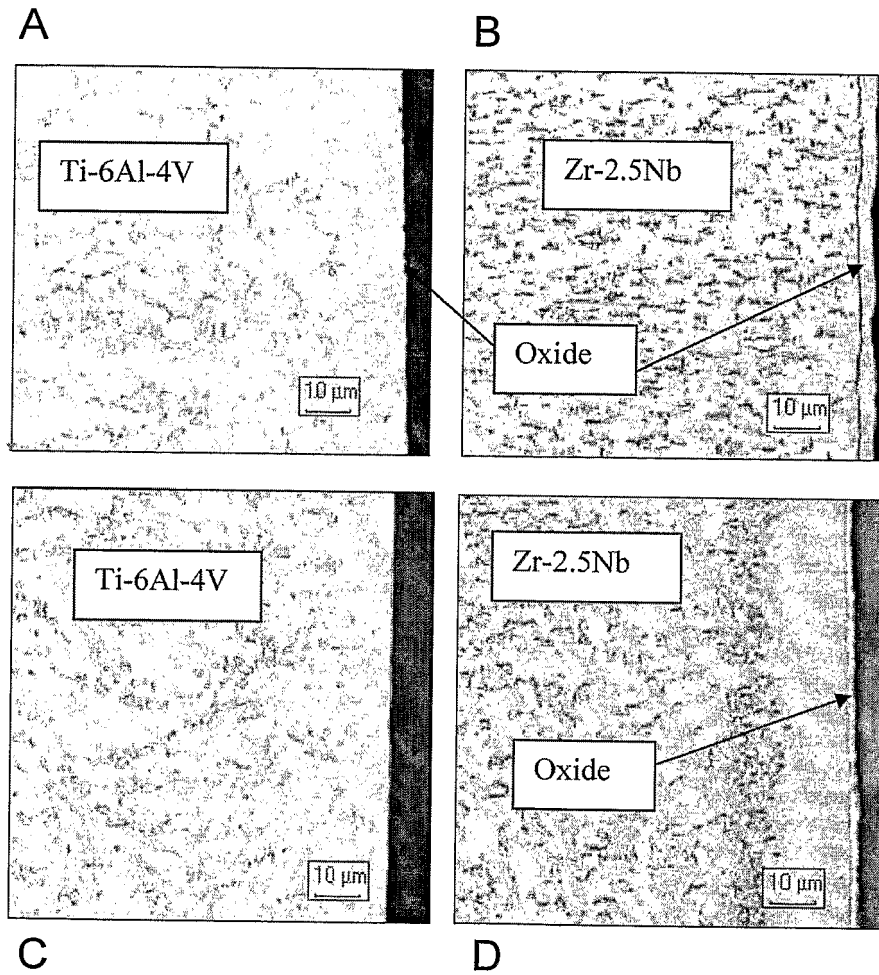 A
B
Ti-6Al-4V
Zr-2.5Nb
Oxide
10 µm
10 µm
Ti-6Al-4V
Zr-2.5Nb
Oxide
10 µm
10 µm
C
D